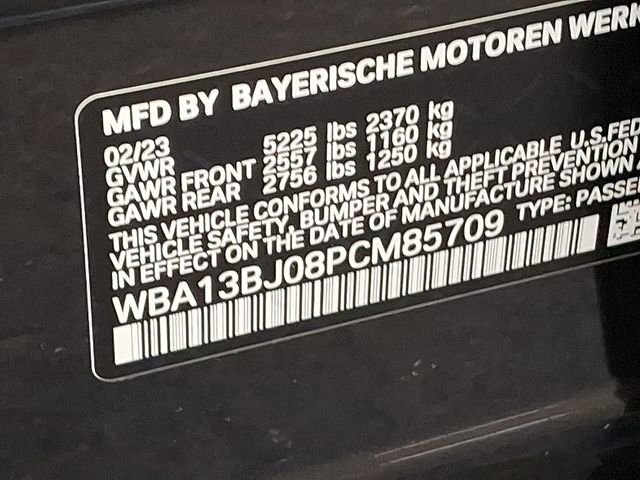 MFD BY BAYERISCHE MOTOREN WERK
02/23
GVWR 5225 lbs 2370 kg
GAWR FRONT 2557 lbs 1160 kg
GAWR REAR 2756 lbs 1250 kg
THIS VEHICLE CONFORMS TO ALL APPLICABLE U.S.FED
VEHICLE SAFETY, BUMPER AND THEFT PREVENTION
IN EFFECT ON THE DATE OF MANUFACTURE SHOWN
WBA13BJ08PCM85709 TYPE: PASSE